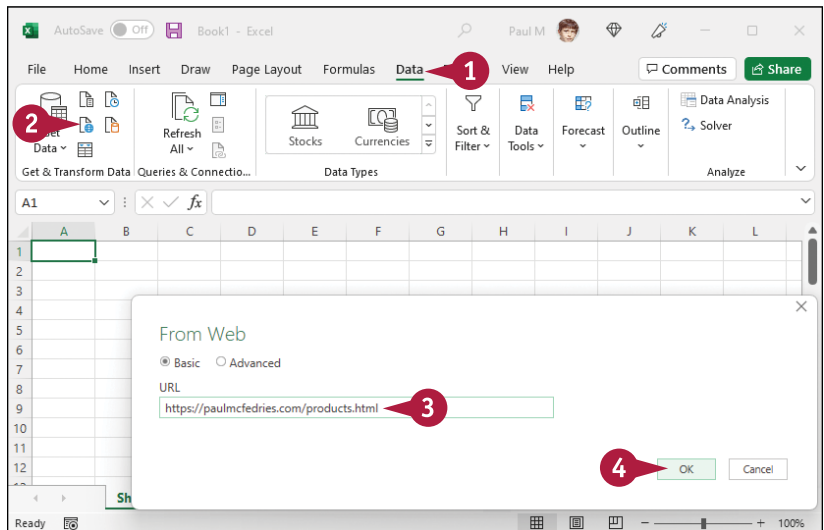 AutoSave Off Book1 - Excel Paul M
File Home Insert Draw Page Layout Formulas Data View Help Comments Share
1
2
Data
Refresh
All
Stocks
Currencies
Sort &
Filter
Data
Tools
Forecast
Outline
Data Analysis
Solver
Get & Transform Data Queries & Connectio... Data Types Analyze
A1 fx
A B C D E F G H I J K L
1
2
3
4
5
6
7
8
9
10
11
12
From Web
Basic Advanced
URL
https://paulmcfedries.com/products.html 3
4 OK Cancel
Sh
Ready 100%